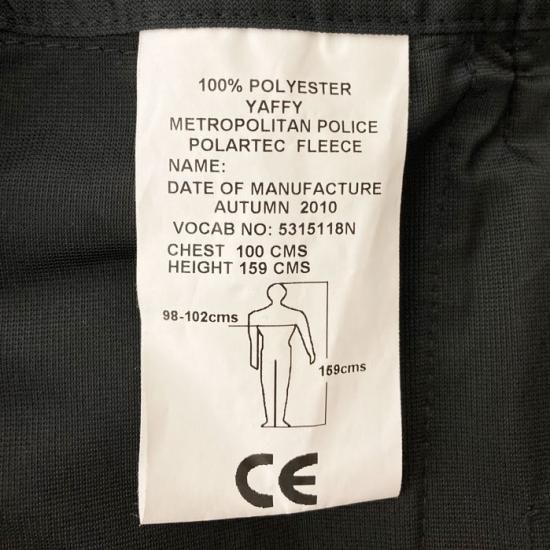 100% POLYESTER
YAFFY
METROPOLITAN POLICE
POLARTEC FLEECE
NAME:
DATE OF MANUFACTURE
AUTUMN 2010
VOCAB NO: 5315118N
CHEST 100 CMS
HEIGHT 159 CMS
98-102cms
159cms
CE